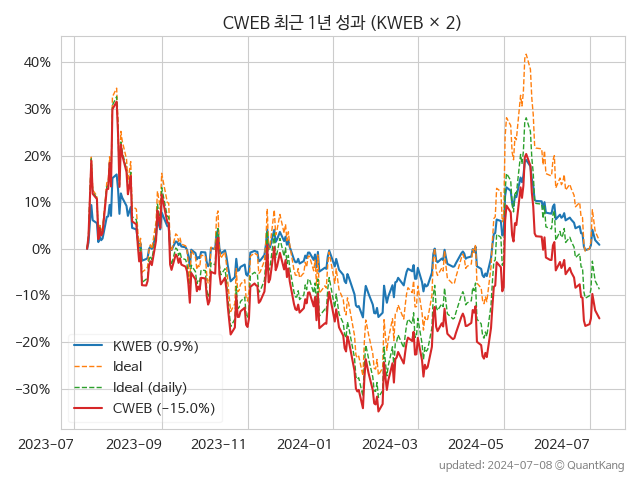 CWEB 최근 1년 성과 (KWEB × 2)
40%
30%
20%
10%
0%
−10%
−20%
−30%
KWEB (0.9%)
Ideal
Ideal (daily)
CWEB (−15.0%)
2023-07
2023-09
2023-11
2024-01
2024-03
2024-05
2024-07
updated: 2024-07-08 © QuantKang